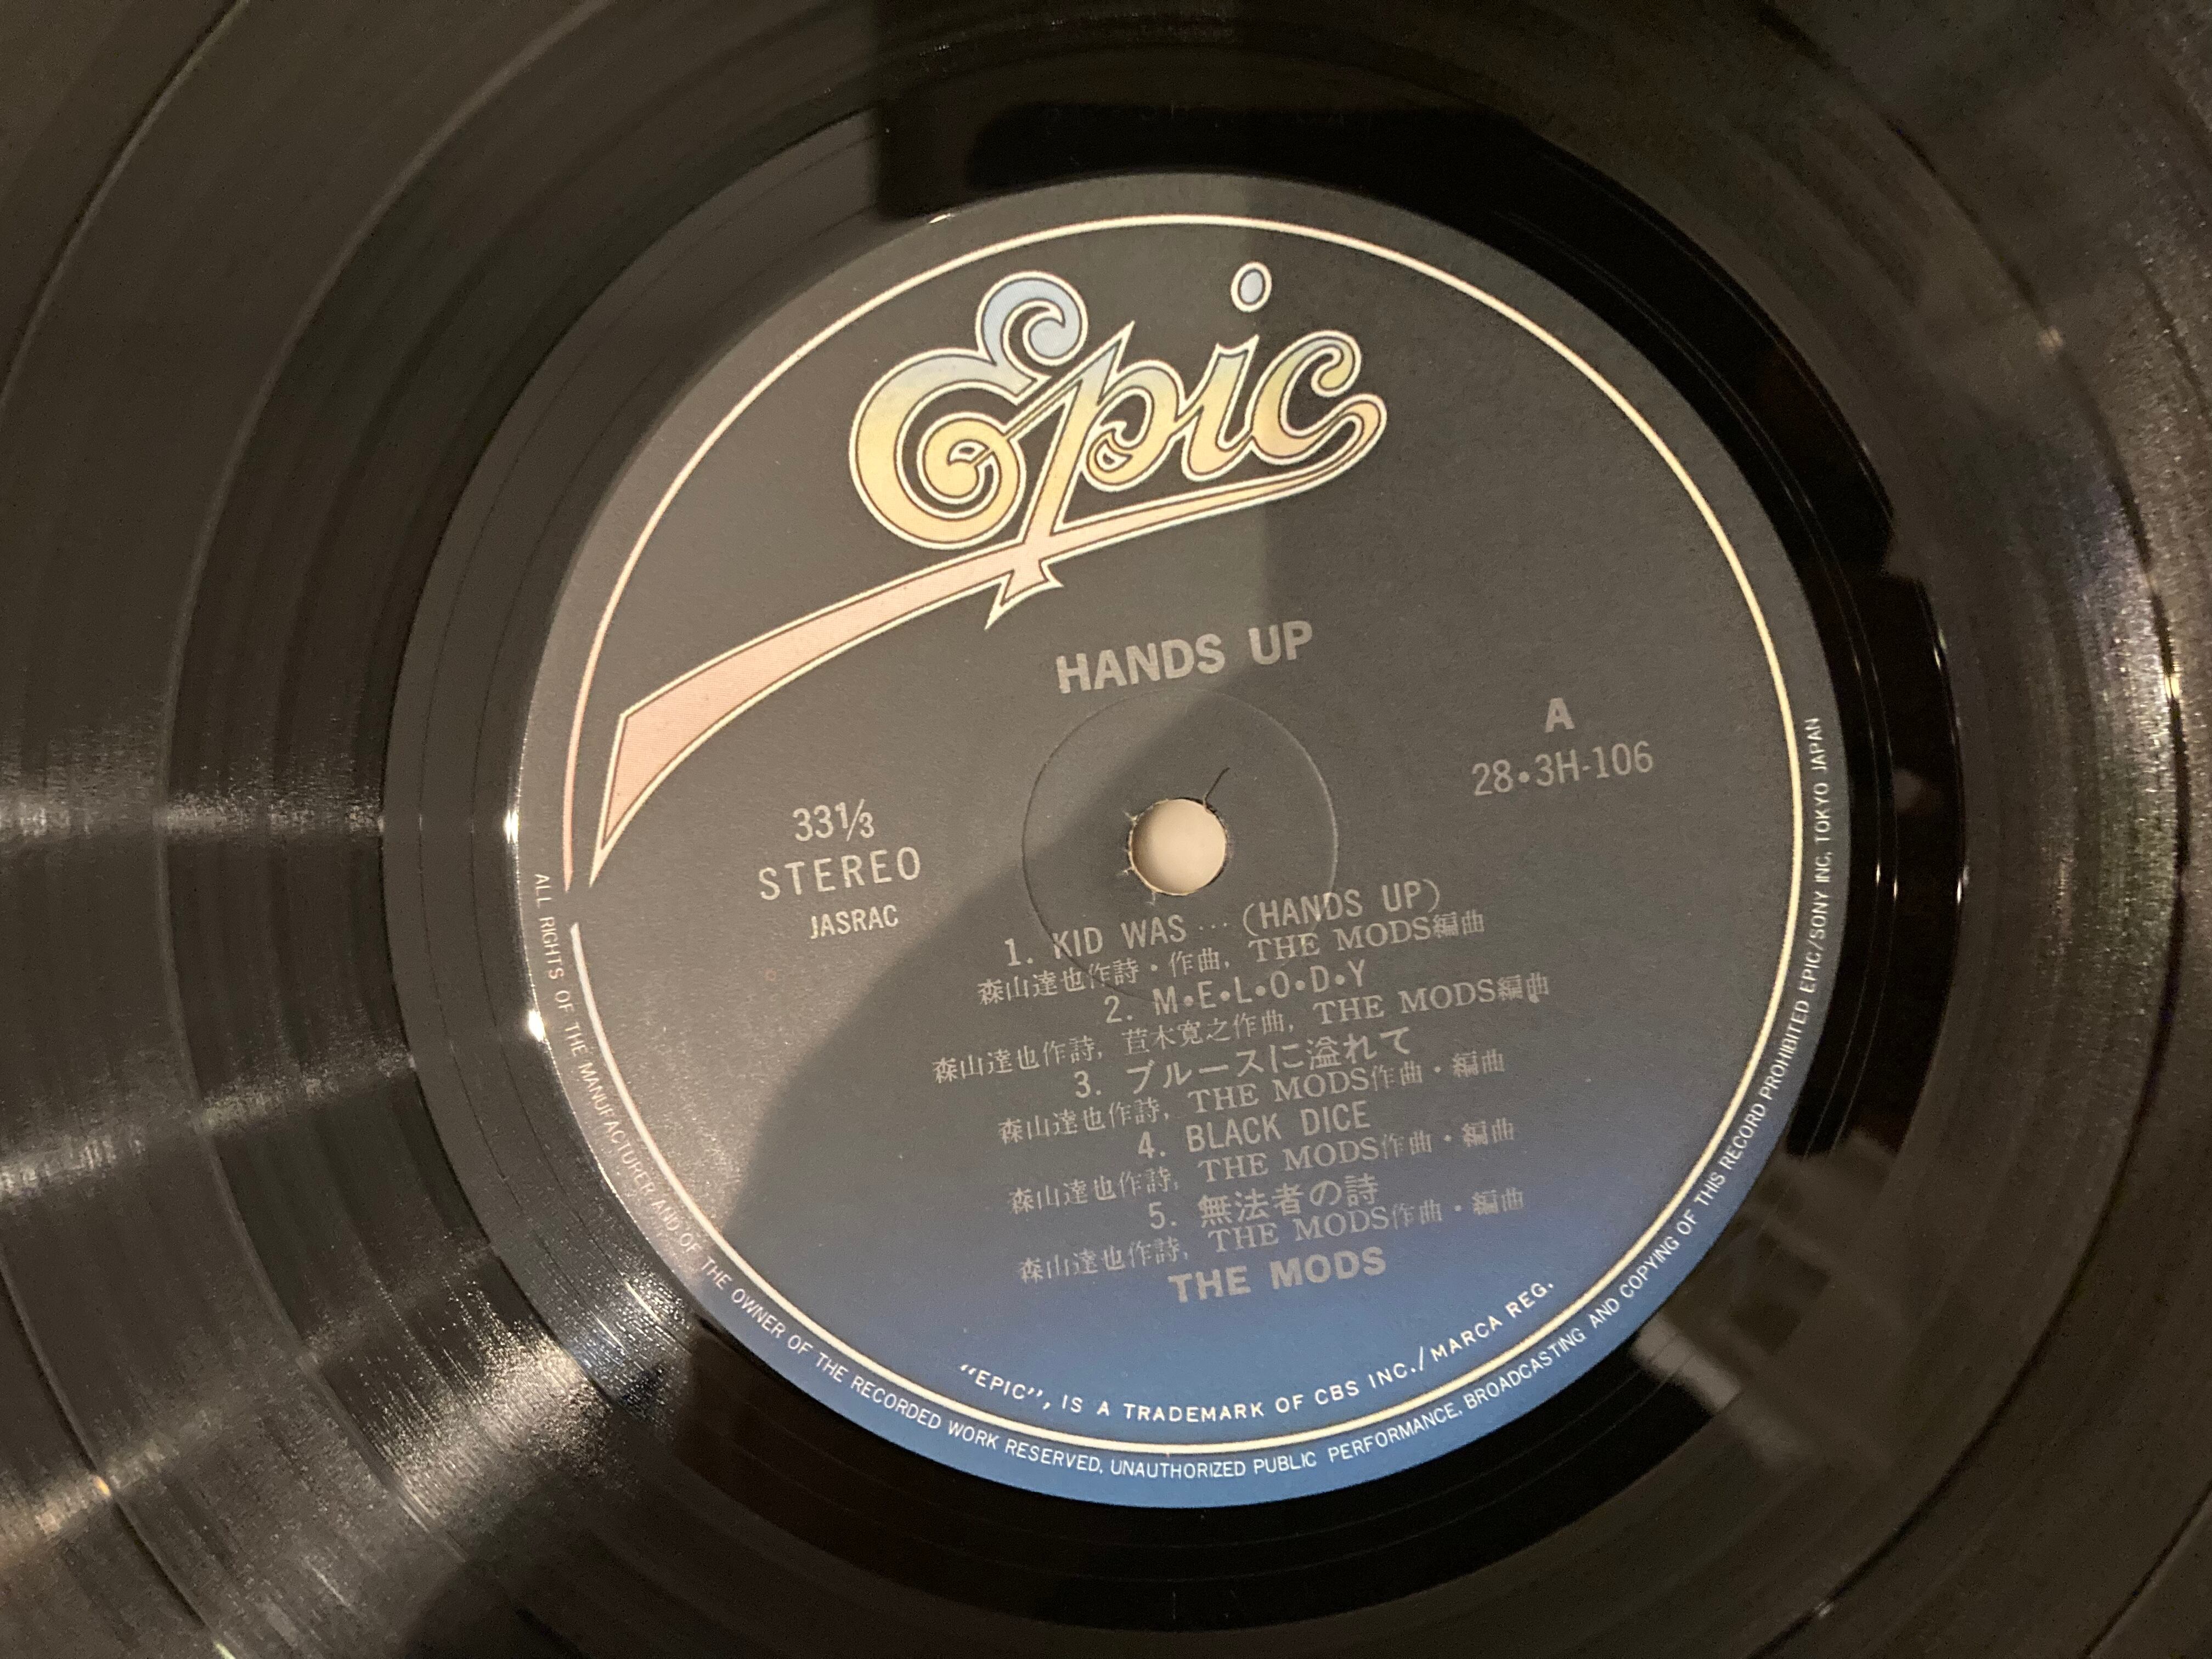 Epic
HANDS UP
A
28・3H-106
33⅓
STEREO
JASRAC
1. KID WAS … (HANDS UP)
森山達也作詩・作曲, THE MODS編曲
2. M・E・L・O・D・Y
森山達也作詩, 苣木寛之作曲, THE MODS編曲
3. ブルースに溢れて
森山達也作詩, THE MODS作曲・編曲
4. BLACK DICE
森山達也作詩, THE MODS作曲・編曲
5. 無法者の詩
森山達也作詩, THE MODS作曲・編曲
THE MODS
"EPIC", IS A TRADEMARK OF CBS INC./MARCA REG.
ALL RIGHTS OF THE MANUFACTURER AND OF THE OWNER OF THE RECORDED WORK RESERVED. UNAUTHORIZED PUBLIC PERFORMANCE. BROADCASTING AND COPYING OF THIS RECORD PROHIBITED EPIC/SONY INC, TOKYO JAPAN